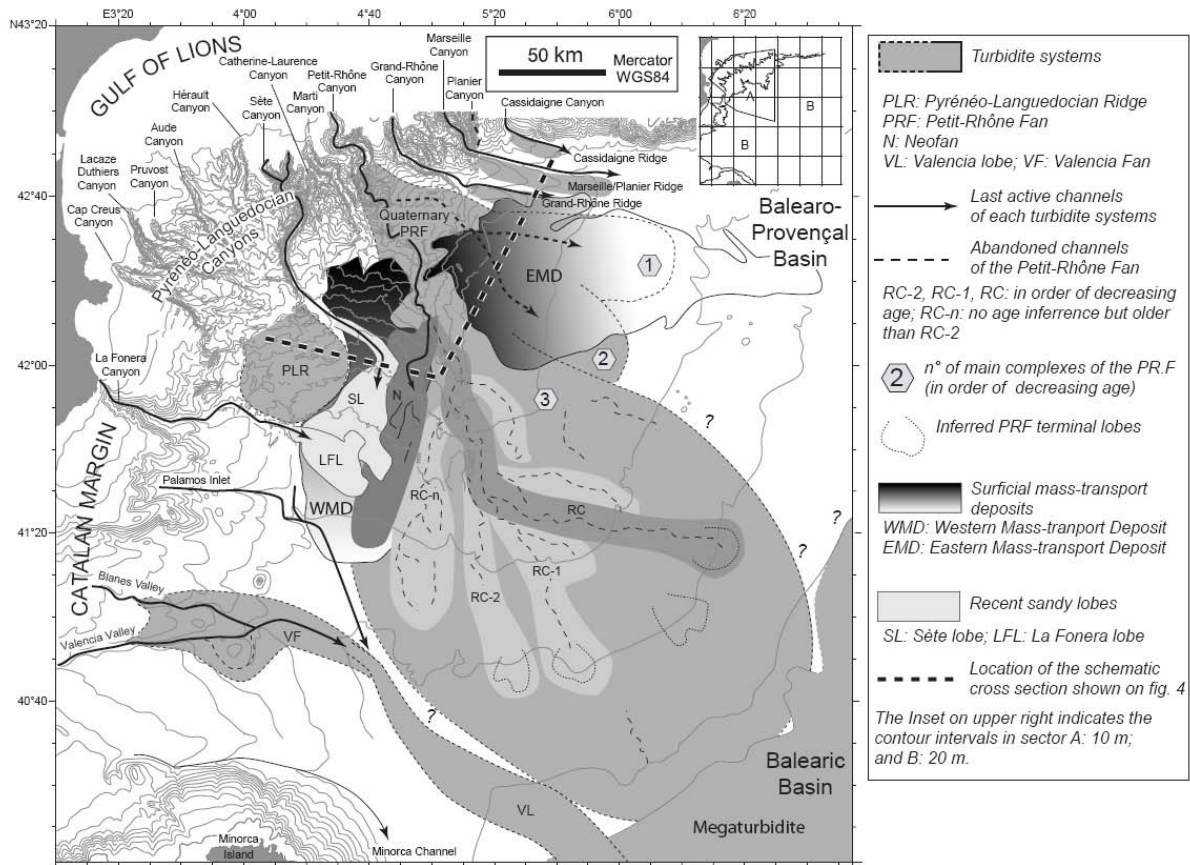 E3°20' 4°00' 4°40' 5°20' 6°00' 6°20'
N43°20'
42°40'
42°00'
41°20'
40°40'
GULF OF LIONS
Catherine-Laurence
Canyon
Hérault
Canyon
Sète
Canyon
Marti
Canyon
Petit-Rhône
Canyon
Grand-Rhône
Canyon
Marseille
Canyon
Planier
Canyon
Cassidaigne Canyon
Aude
Canyon
Lacaze
Duthiers
Canyon
Pruvost
Canyon
Cap Creus
Canyon
Pyrénéo-Languedocian
Canyons
50 km
Mercator
WGS84
A
B
B
Cassidaigne Ridge
Marseille/Planier Ridge
Grand-Rhône Ridge
Quaternary
PRF
Balearo-
Provençal
Basin
EMD
1
2
3
La Fonera
Canyon
PLR
SL
N
LFL
WMD
CATALAN MARGIN
Palamos Inlet
RC-n
RC
RC-1
RC-2
?
?
?
?
?
Blanes Valley
Valencia Valley
VF
VL
Balearic
Basin
Megaturbidite
Minorca
Island
Minorca Channel
Turbidite systems
PLR: Pyrénéo-Languedocian Ridge
PRF: Petit-Rhône Fan
N: Neofan
VL: Valencia lobe; VF: Valencia Fan
Last active channels
of each turbidite systems
Abandoned channels
of the Petit-Rhône Fan
RC-2, RC-1, RC: in order of decreasing
age; RC-n: no age inferrence but older
than RC-2
2
n° of main complexes of the PR.F
(in order of decreasing age)
Inferred PRF terminal lobes
Surficial mass-transport
deposits
WMD: Western Mass-tranport Deposit
EMD: Eastern Mass-transport Deposit
Recent sandy lobes
SL: Sète lobe; LFL: La Fonera lobe
Location of the schematic
cross section shown on fig. 4
The Inset on upper right indicates the
contour intervals in sector A: 10 m;
and B: 20 m.